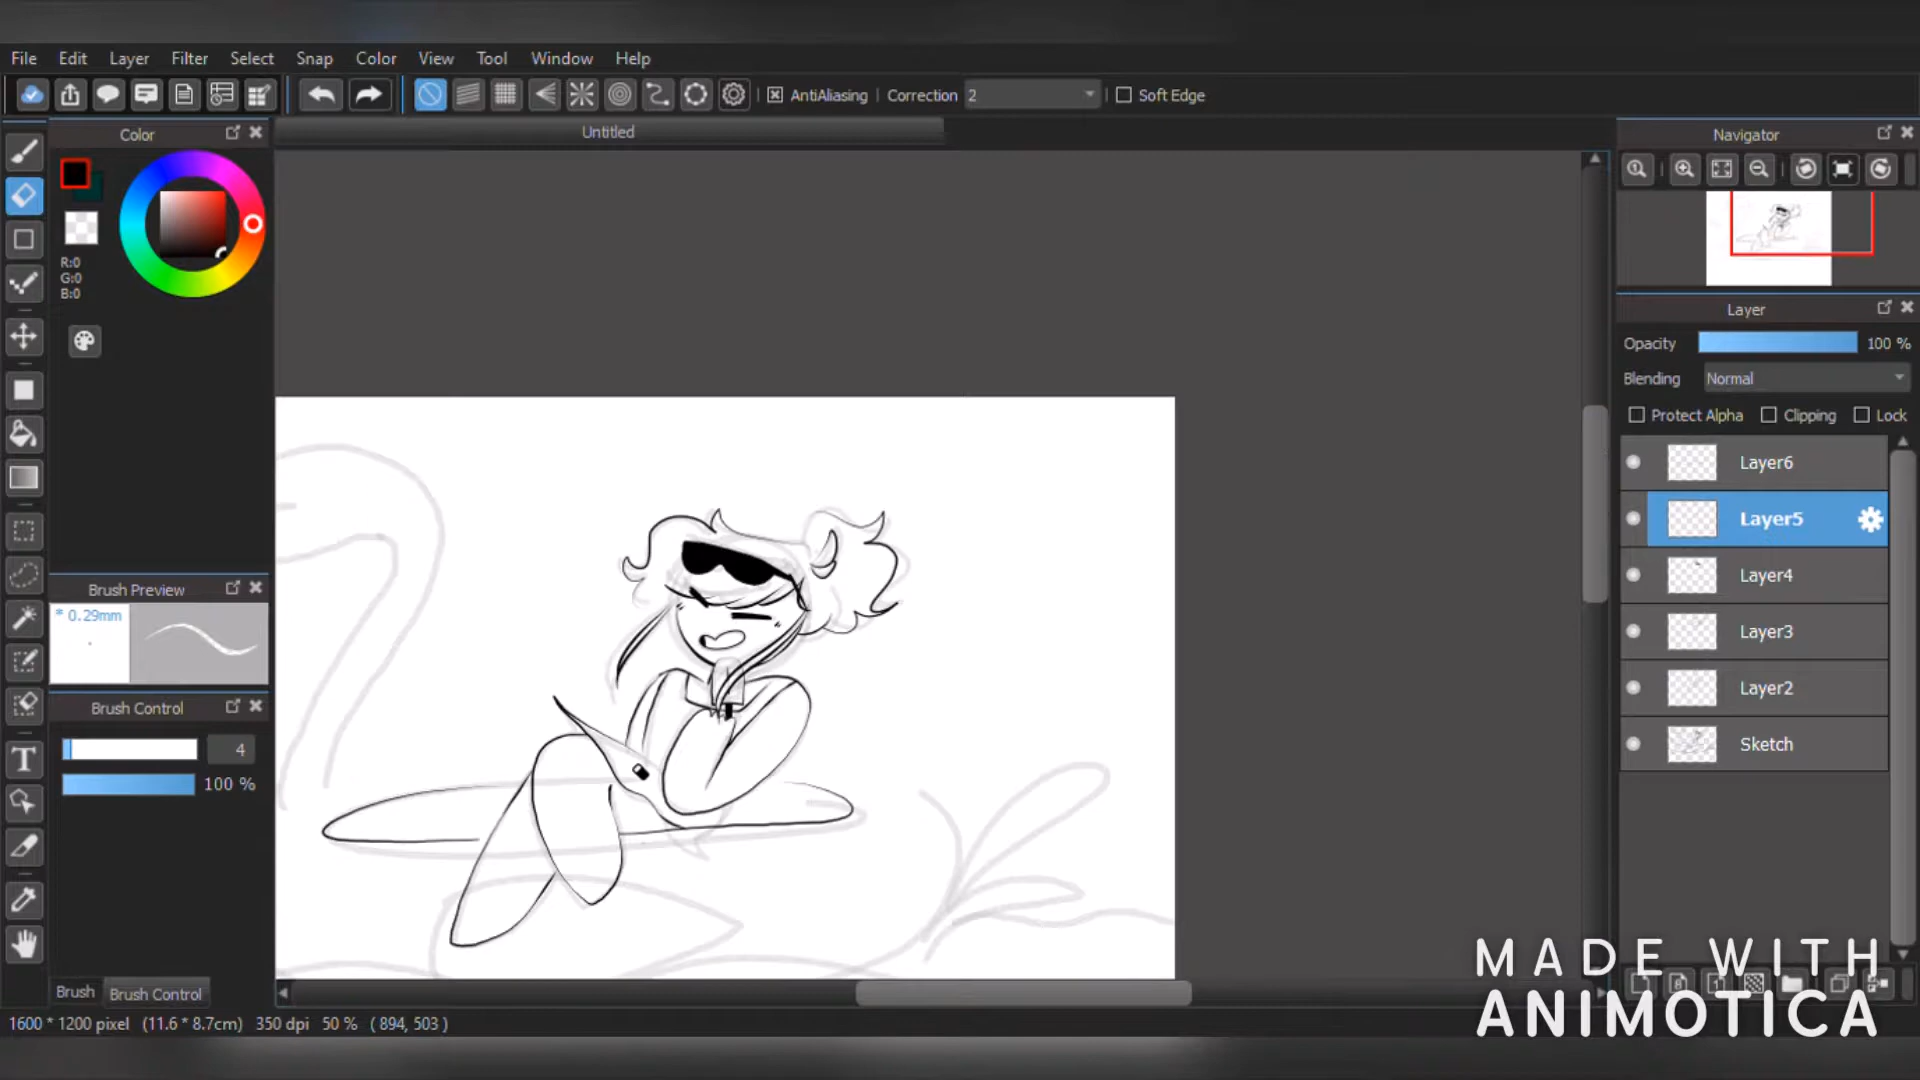 File Edit Layer Filter Select Snap Color View Tool Window Help
AntiAliasing Correction 2 Soft Edge
Color
Untitled
Navigator
R:0
G:0
B:0
Layer
Opacity 100 %
Blending Normal
Protect Alpha Clipping Lock
Layer6
Layer5
Layer4
Layer3
Layer2
Sketch
Brush Preview
* 0.29mm
Brush Control
4
100 %
Brush Brush Control
1600 * 1200 pixel (11.6 * 8.7cm) 350 dpi 50 % ( 894, 503 )
MADE WITH
ANIMOTICA